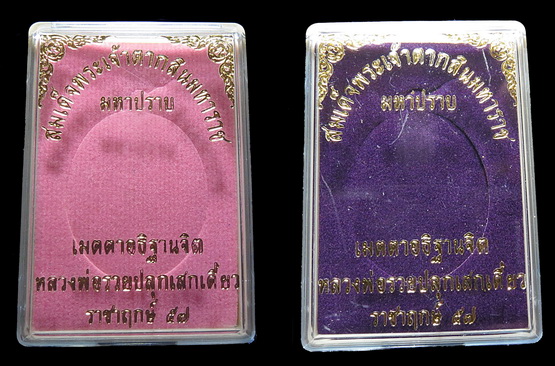 สมเด็จพระเจ้าตากสินมหาราช
มหาปราบ
เมตตาอธิฐานจิต
หลวงพ่อรวยปลุกเสกเดี่ยว
ราชาฤกษ์ ๕๗
สมเด็จพระเจ้าตากสินมหาราช
มหาปราบ
เมตตาอธิฐานจิต
หลวงพ่อรวยปลุกเสกเดี่ยว
ราชาฤกษ์ ๕๗